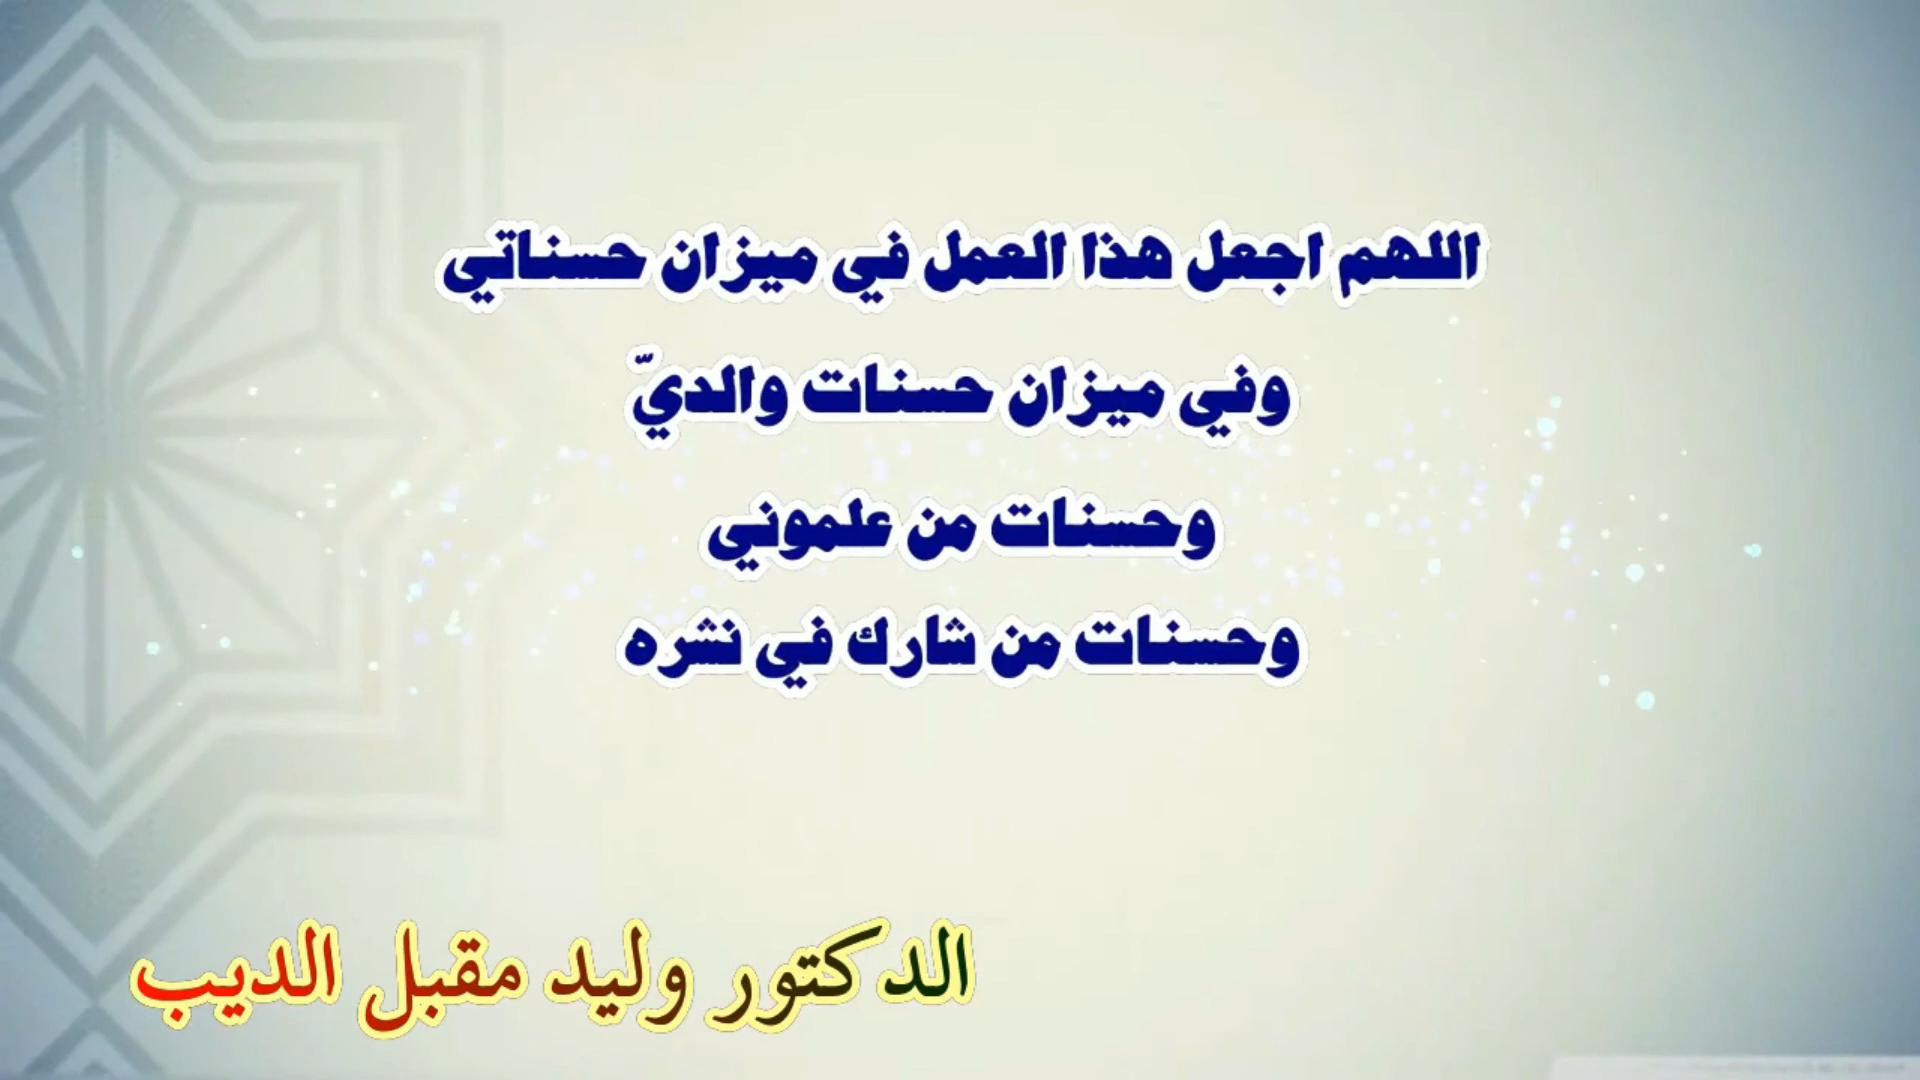 اللهم اجعل هذا العمل في ميزان حسناتي
وفي ميزان حسنات والديّ
وحسنات من علموني
وحسنات من شارك في نشره
الدكتور وليد مقبل الديب